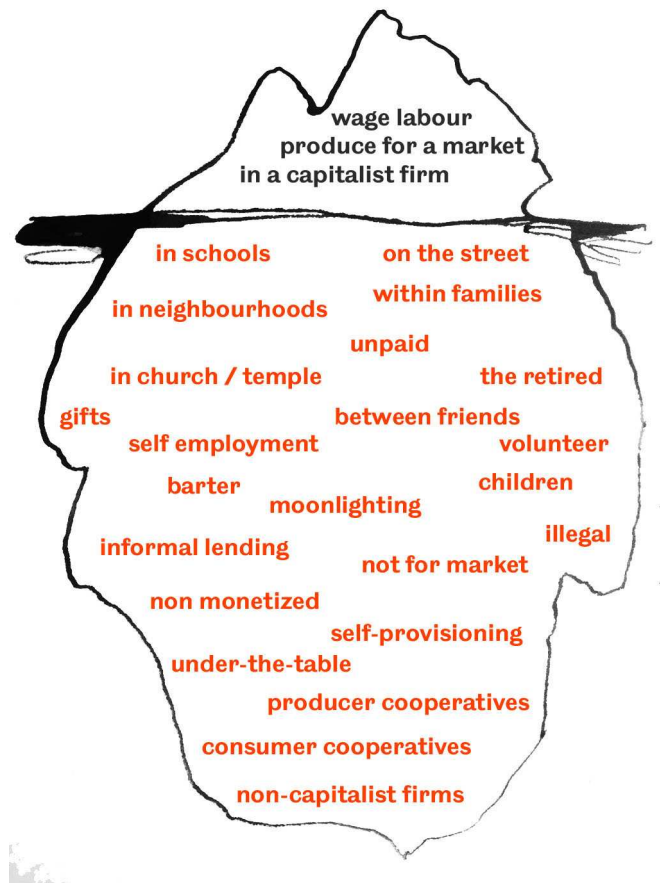 wage labour
produce for a market
in a capitalist firm
in schools
on the street
within families
in neighbourhoods
unpaid
in church / temple
the retired
gifts
between friends
self employment
volunteer
barter
children
moonlighting
illegal
informal lending
not for market
non monetized
self-provisioning
under-the-table
producer cooperatives
consumer cooperatives
non-capitalist firms